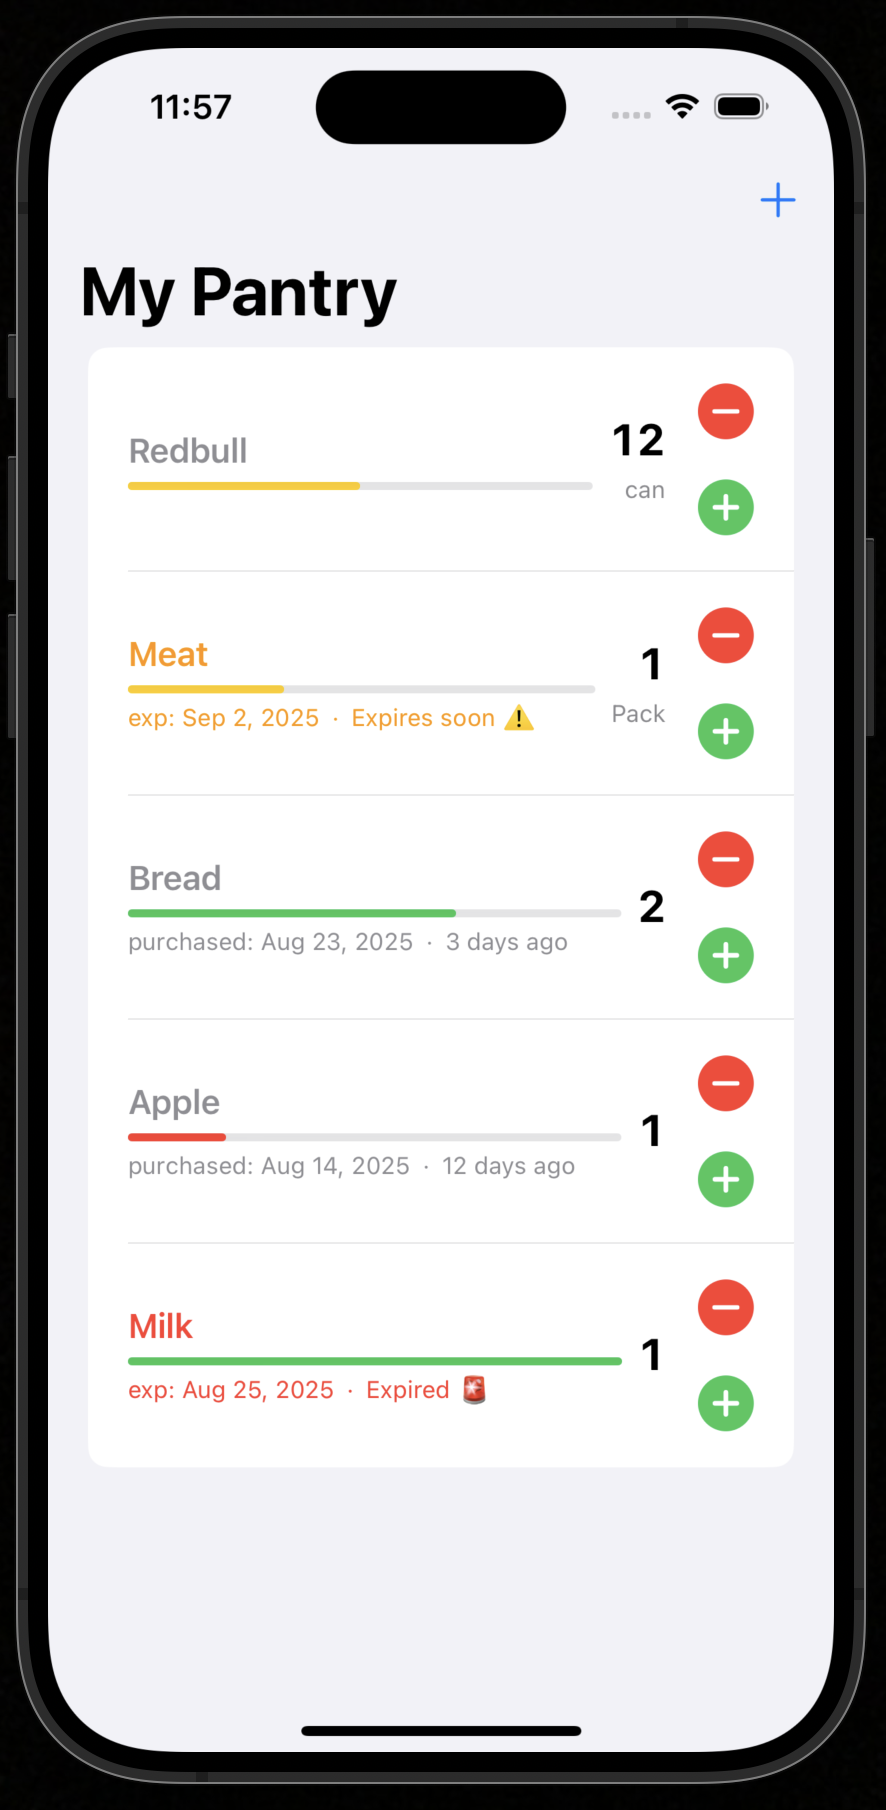 11:57
My Pantry
Redbull
12
can
Meat
1
Pack
exp: Sep 2, 2025 · Expires soon ⚠️
Bread
2
purchased: Aug 23, 2025 · 3 days ago
Apple
1
purchased: Aug 14, 2025 · 12 days ago
Milk
1
exp: Aug 25, 2025 · Expired 🚨